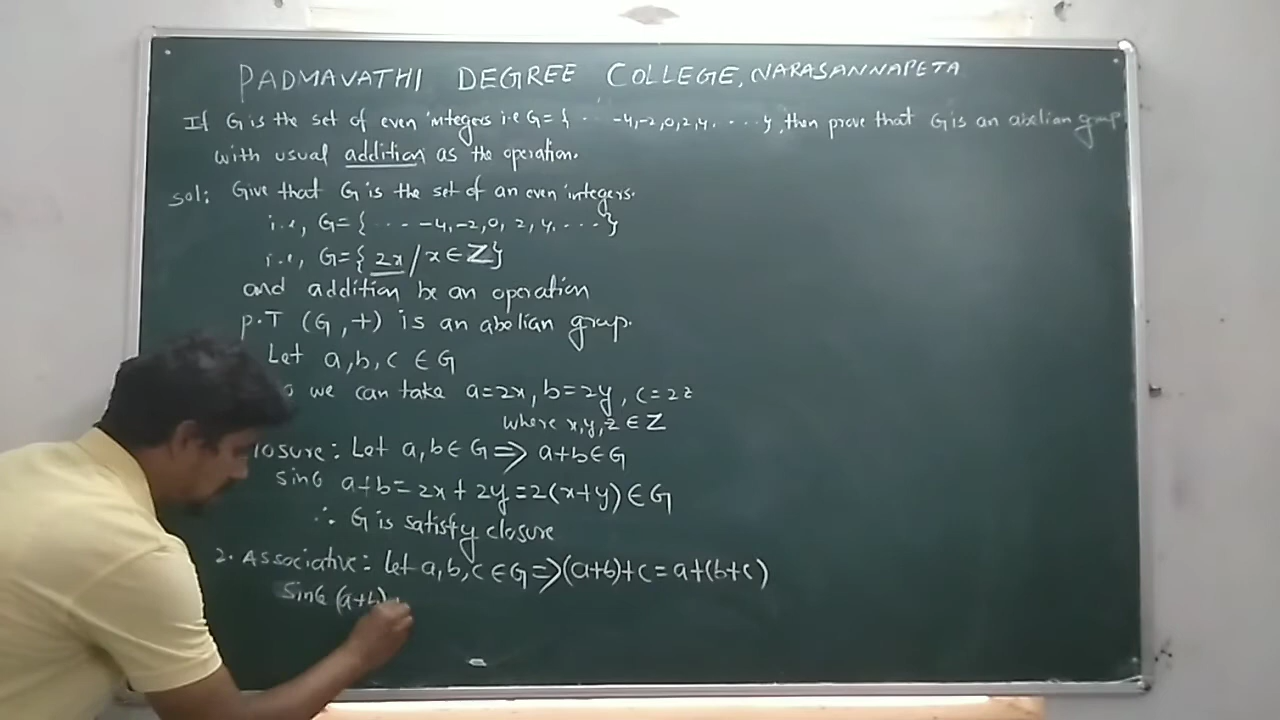 PADMAVATHI DEGREE COLLEGE, NARASANNAPETA
If G is the set of even integers i.e G={ ... -4,-2,0,2,4, .... }, then prove that G is an abelian group
with usual addition as the operation.
Sol: Give that G is the set of an even integers.
i.e, G={ ... -4,-2,0, 2, 4, .... }
i.e, G={ 2x / x ∈ Z}
and addition be an operation
P.T (G,+) is an abelian group.
Let a,b,c ∈ G
we can take a=2x, b=2y, c=2z
where x,y,z ∈ Z
losure: Let a,b ∈ G => a+b ∈ G
sinG a+b = 2x + 2y = 2(x+y) ∈ G
∴ G is satisfy closure
2. Associative: Let a,b,c ∈ G => (a+b)+c = a+(b+c)
SinG (a+b)